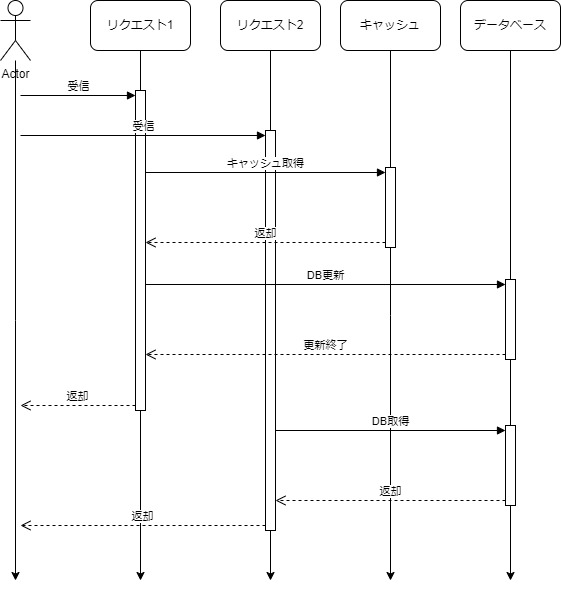 リクエスト1
リクエスト2
キャッシュ
データベース
Actor
受信
受信
キャッシュ取得
返却
DB更新
更新終了
返却
DB取得
返却
返却